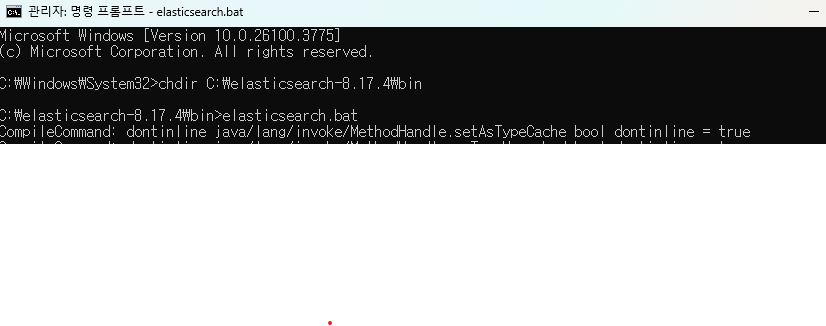 관리자: 명령 프롬프트 - elasticsearch.bat
Microsoft Windows [Version 10.0.26100.3775]
(c) Microsoft Corporation. All rights reserved.
C:₩Windows₩System32>chdir C:₩elasticsearch-8.17.4₩bin
C:₩elasticsearch-8.17.4₩bin>elasticsearch.bat
CompileCommand: dontinline java/lang/invoke/MethodHandle.setAsTypeCache bool dontinline = true